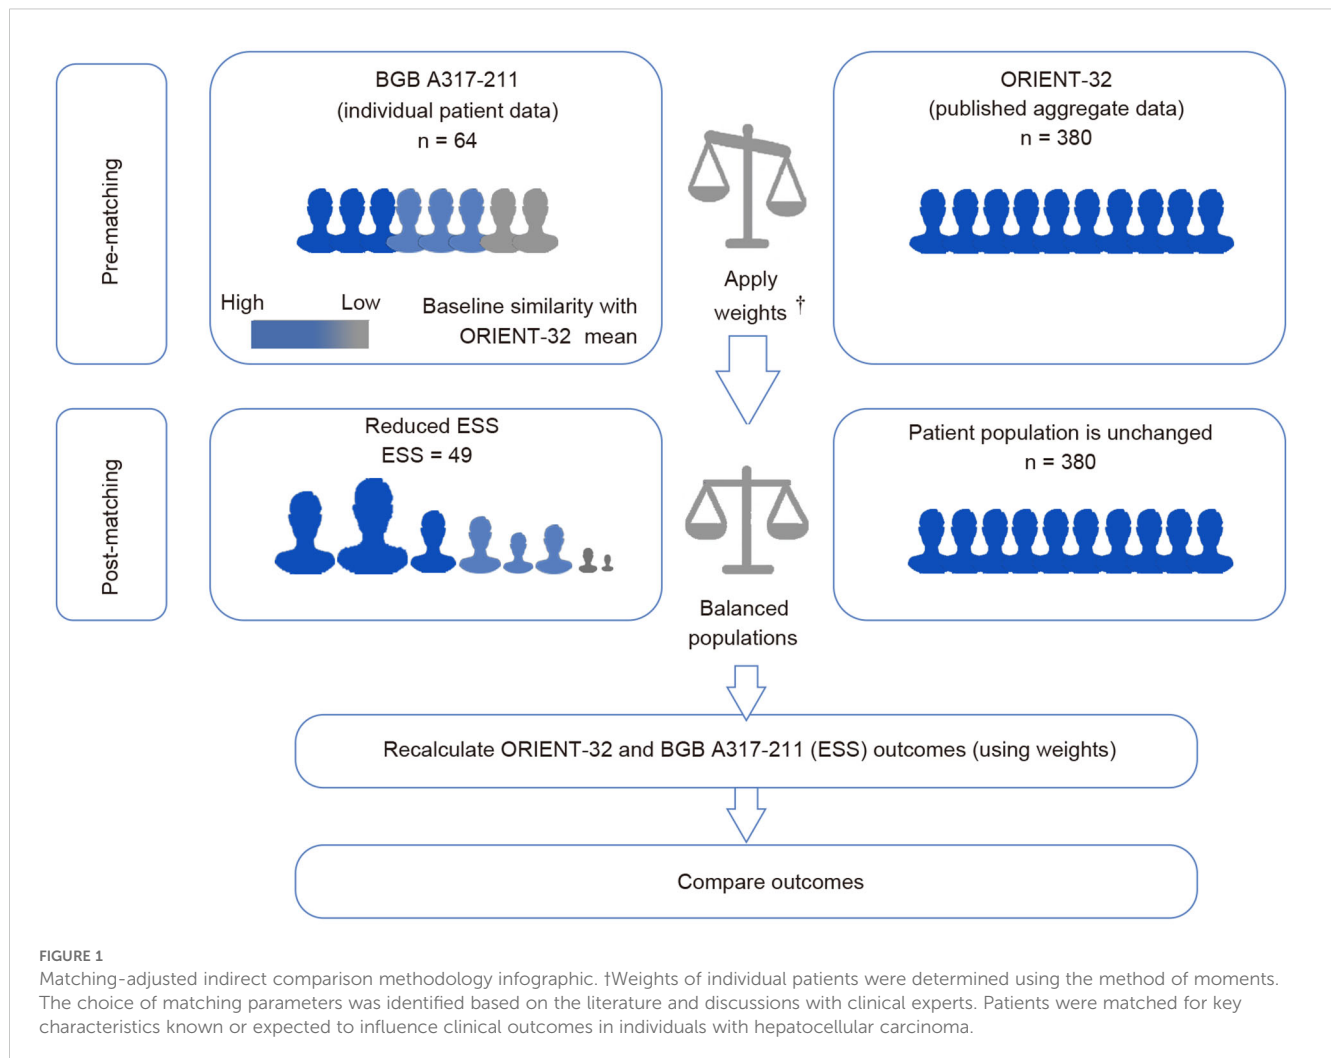 Pre-matching
BGB A317-211
(individual patient data)
n = 64
High
Low
Baseline similarity with
ORIENT-32 mean
Apply
weights †
ORIENT-32
(published aggregate data)
n = 380
Post-matching
Reduced ESS
ESS = 49
Balanced
populations
Patient population is unchanged
n = 380
Recalculate ORIENT-32 and BGB A317-211 (ESS) outcomes (using weights)
Compare outcomes
FIGURE 1
Matching-adjusted indirect comparison methodology infographic. †Weights of individual patients were determined using the method of moments.
The choice of matching parameters was identified based on the literature and discussions with clinical experts. Patients were matched for key
characteristics known or expected to influence clinical outcomes in individuals with hepatocellular carcinoma.